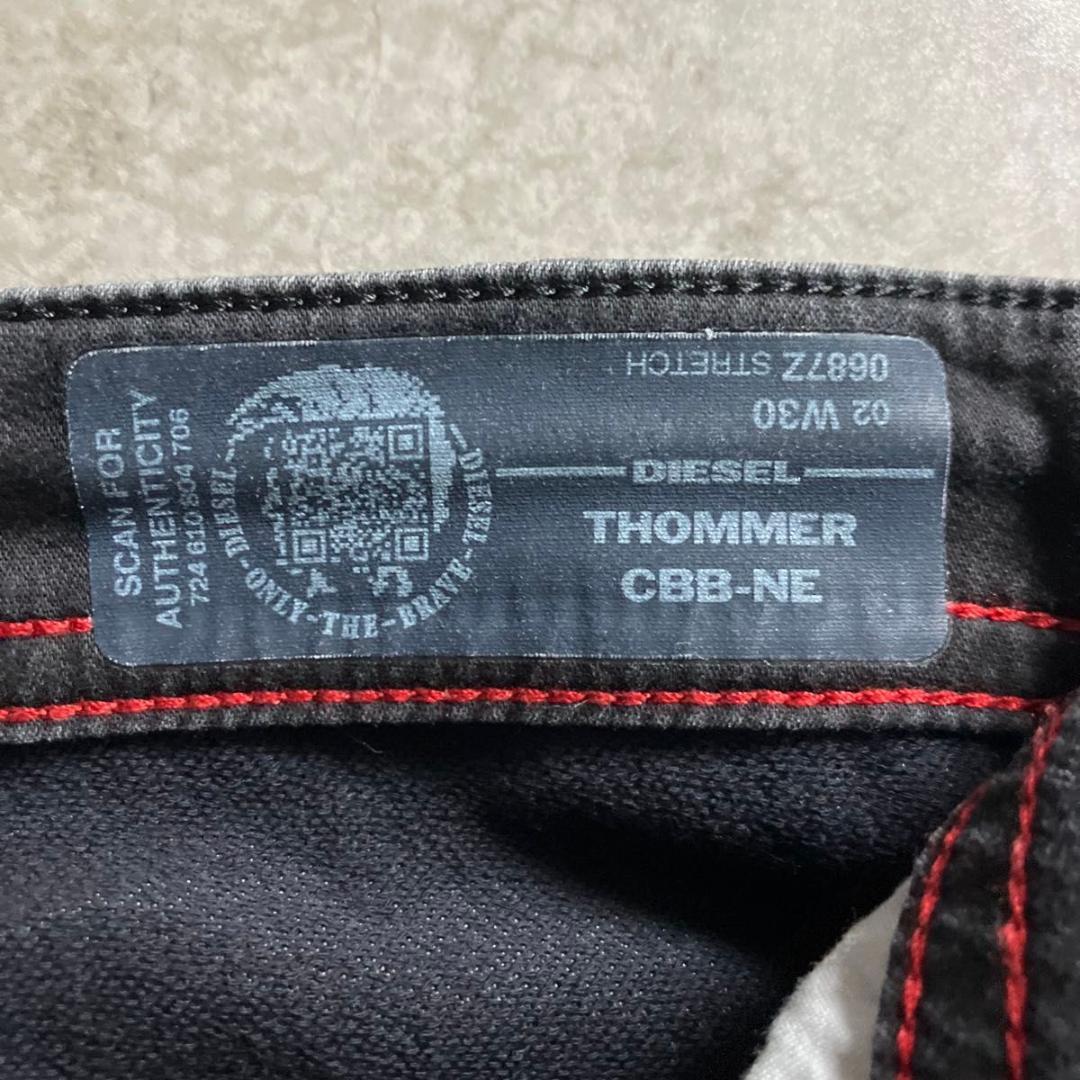 SCAN FOR
AUTHENTICITY
724 610 804 706
DIESEL-ONLY-THE-BRAVE-DIESEL
0687Z STRETCH
02 W30
DIESEL
THOMMER
CBB-NE